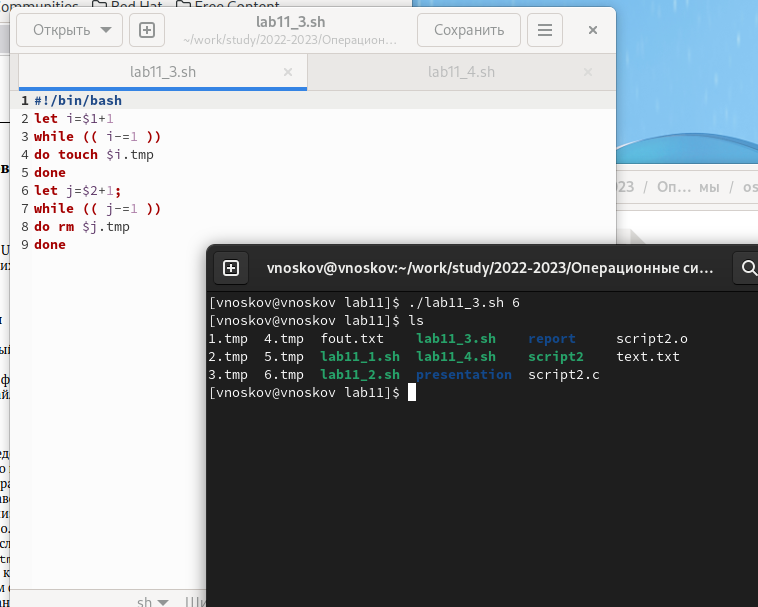 Red Hat
Free Content
Открыть
lab11_3.sh
~/work/study/2022-2023/Операцион…
Сохранить
lab11_3.sh
lab11_4.sh
1 #!/bin/bash
2 let i=$1+1
3 while (( i-=1 ))
4 do touch $i.tmp
5 done
6 let j=$2+1;
7 while (( j-=1 ))
8 do rm $j.tmp
9 done
/ Оп… мы / os
vnoskov@vnoskov:~/work/study/2022-2023/Операционные си…
[vnoskov@vnoskov lab11]$ ./lab11_3.sh 6
[vnoskov@vnoskov lab11]$ ls
1.tmp 4.tmp fout.txt lab11_3.sh report script2.o
2.tmp 5.tmp lab11_1.sh lab11_4.sh script2 text.txt
3.tmp 6.tmp lab11_2.sh presentation script2.c
[vnoskov@vnoskov lab11]$
sh